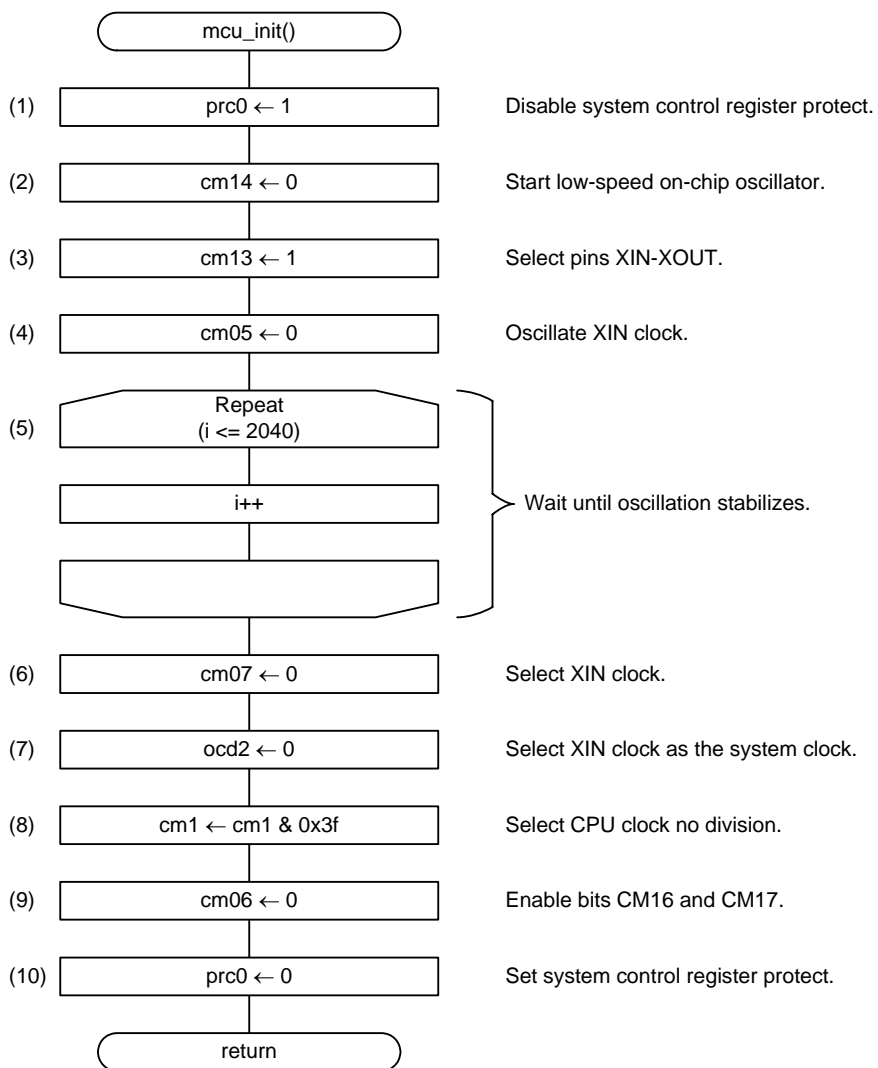 mcu_init()
(1) prc0 ← 1 Disable system control register protect.
(2) cm14 ← 0 Start low-speed on-chip oscillator.
(3) cm13 ← 1 Select pins XIN-XOUT.
(4) cm05 ← 0 Oscillate XIN clock.
(5) Repeat
(i <= 2040)
i++ Wait until oscillation stabilizes.
(6) cm07 ← 0 Select XIN clock.
(7) ocd2 ← 0 Select XIN clock as the system clock.
(8) cm1 ← cm1 & 0x3f Select CPU clock no division.
(9) cm06 ← 0 Enable bits CM16 and CM17.
(10) prc0 ← 0 Set system control register protect.
return